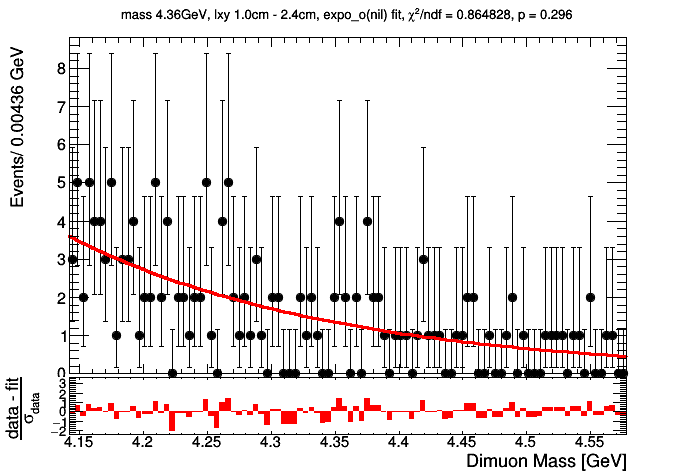 mass 4.36GeV, lxy 1.0cm - 2.4cm, expo_o(nil) fit, χ²/ndf = 0.864828, p = 0.296
Events/ 0.00436 GeV
8
7
6
5
4
3
2
1
0
data - fit
σdata
3
2
1
0
−1
−2
4.15 4.2 4.25 4.3 4.35 4.4 4.45 4.5 4.55
Dimuon Mass [GeV]